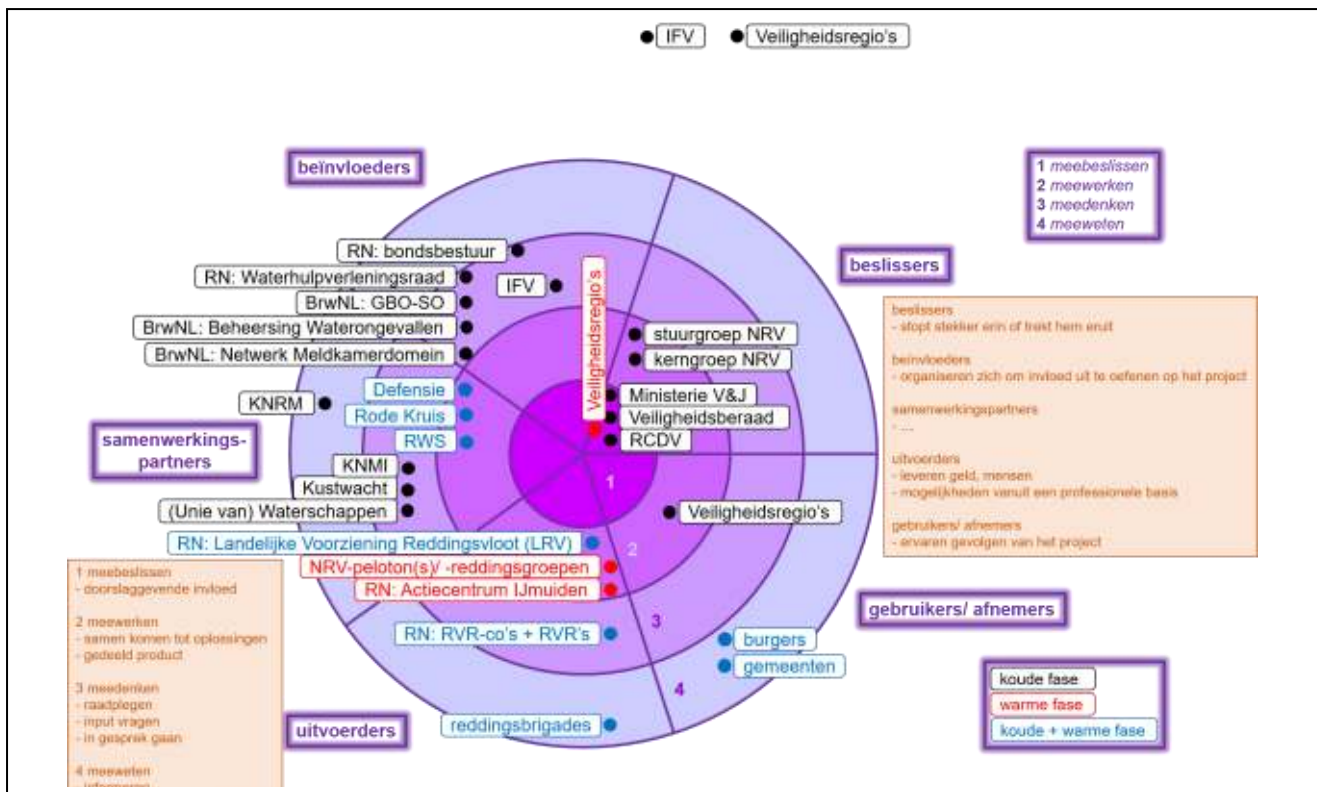 IFV
Veiligheidsregio's
beïnvloeders
1 meebeslissen
2 meewerken
3 meedenken
4 meeweten
RN: bondsbestuur
RN: Waterhulpverleningsraad
IFV
BrwNL: GBO-SO
BrwNL: Beheersing Waterongevallen
BrwNL: Netwerk Meldkamerdomein
Veiligheidsregio's
beslissers
stuurgroep NRV
kerngroep NRV
Ministerie V&J
Veiligheidsberaad
RCDV
beslissers
- stopt stekker erin of trekt hem eruit
beïnvloeders
- organiseren zich om invloed uit te oefenen op het project
samenwerkingspartners
- ....
uitvoerders
- leveren geld, mensen
- mogelijkheden vanuit een professionele basis
gebruikers/ afnemers
- ervaren gevolgen van het project
Defensie
KNRM
Rode Kruis
RWS
samenwerkings-
partners
KNMI
Kustwacht
(Unie van) Waterschappen
1
Veiligheidsregio's
RN: Landelijke Voorziening Reddingsvloot (LRV)
2
NRV-peloton(s)/ -reddingsgroepen
RN: Actiecentrum IJmuiden
3
RN: RVR-co's + RVR's
4
gebruikers/ afnemers
burgers
gemeenten
1 meebeslissen
- doorslaggevende invloed
2 meewerken
- samen komen tot oplossingen
- gedeeld product
3 meedenken
- raadplegen
- input vragen
- in gesprek gaan
4 meeweten
uitvoerders
reddingsbrigades
koude fase
warme fase
koude + warme fase